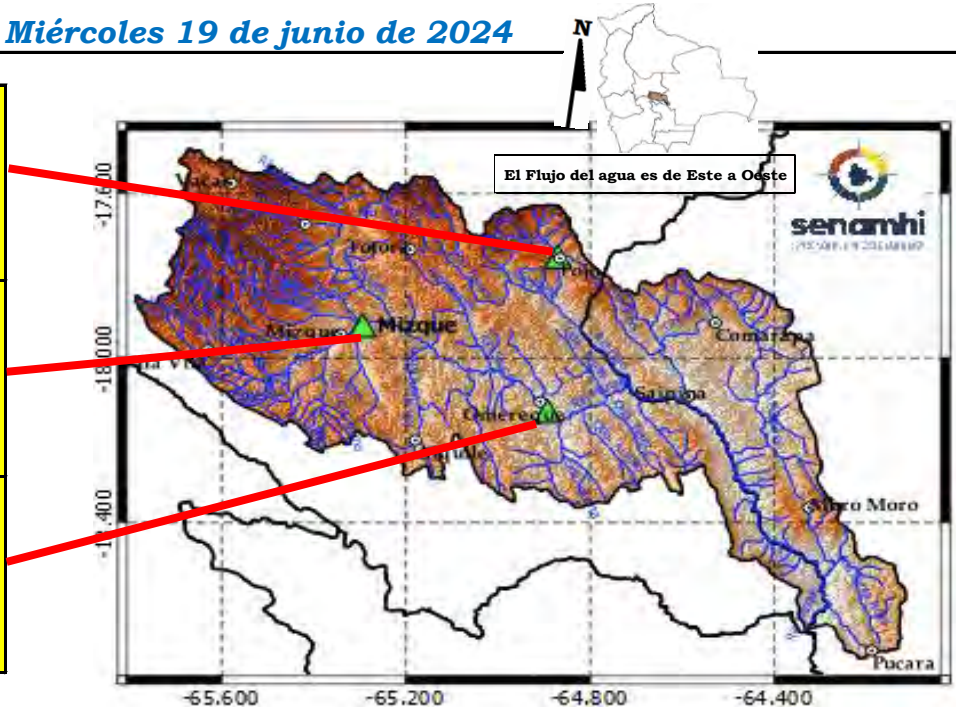 Miércoles 19 de junio de 2024
N
El Flujo del agua es de Este a Oeste
senamhi
-17.600
Vacas
Totora
Pojo
Mizque
Mizque
Comarapa
-18.000
Saipina
Omereque
Aiquile
-18.400
Moro Moro
Pucara
-65.600
-65.200
-64.800
-64.400